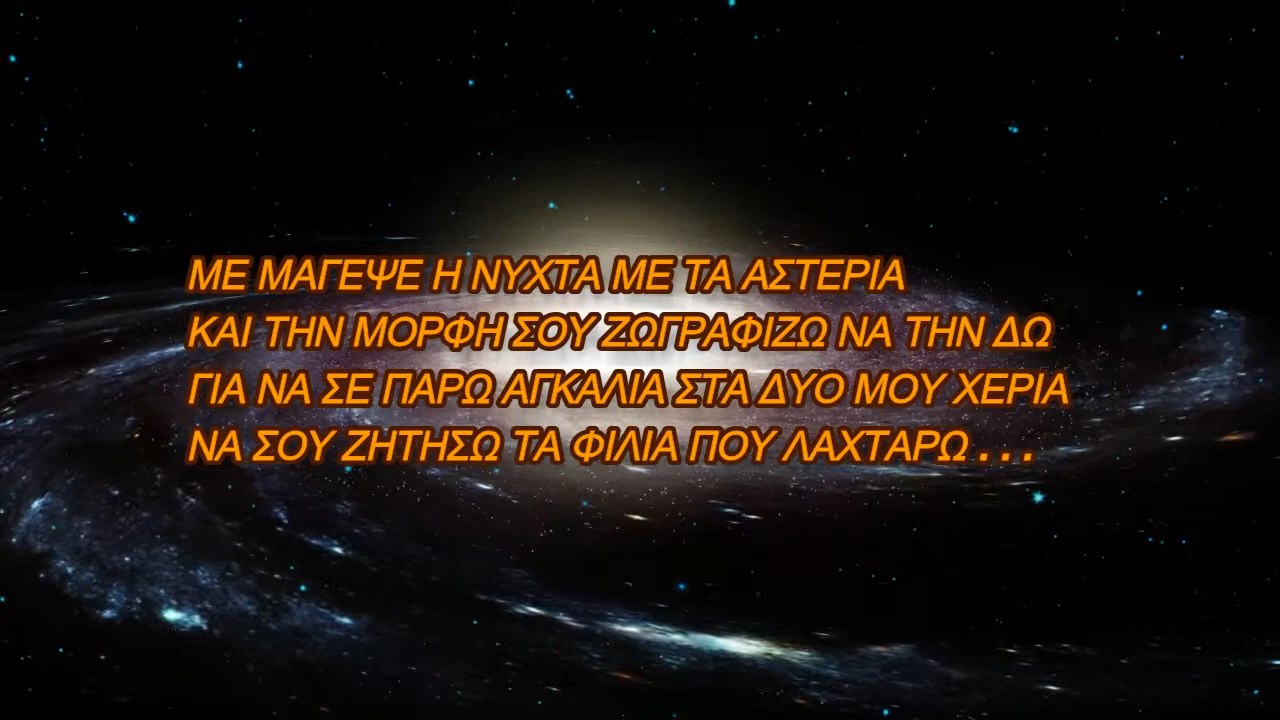 ΜΕ ΜΑΓΕΨΕ Η ΝΥΧΤΑ ΜΕ ΤΑ ΑΣΤΕΡΙΑ
ΚΑΙ ΤΗΝ ΜΟΡΦΗ ΣΟΥ ΖΩΓΡΑΦΙΖΩ ΝΑ ΤΗΝ ΔΩ
ΓΙΑ ΝΑ ΣΕ ΠΑΡΩ ΑΓΚΑΛΙΑ ΣΤΑ ΔΥΟ ΜΟΥ ΧΕΡΙΑ
ΝΑ ΣΟΥ ΖΗΤΗΣΩ ΤΑ ΦΙΛΙΑ ΠΟΥ ΛΑΧΤΑΡΩ . . .